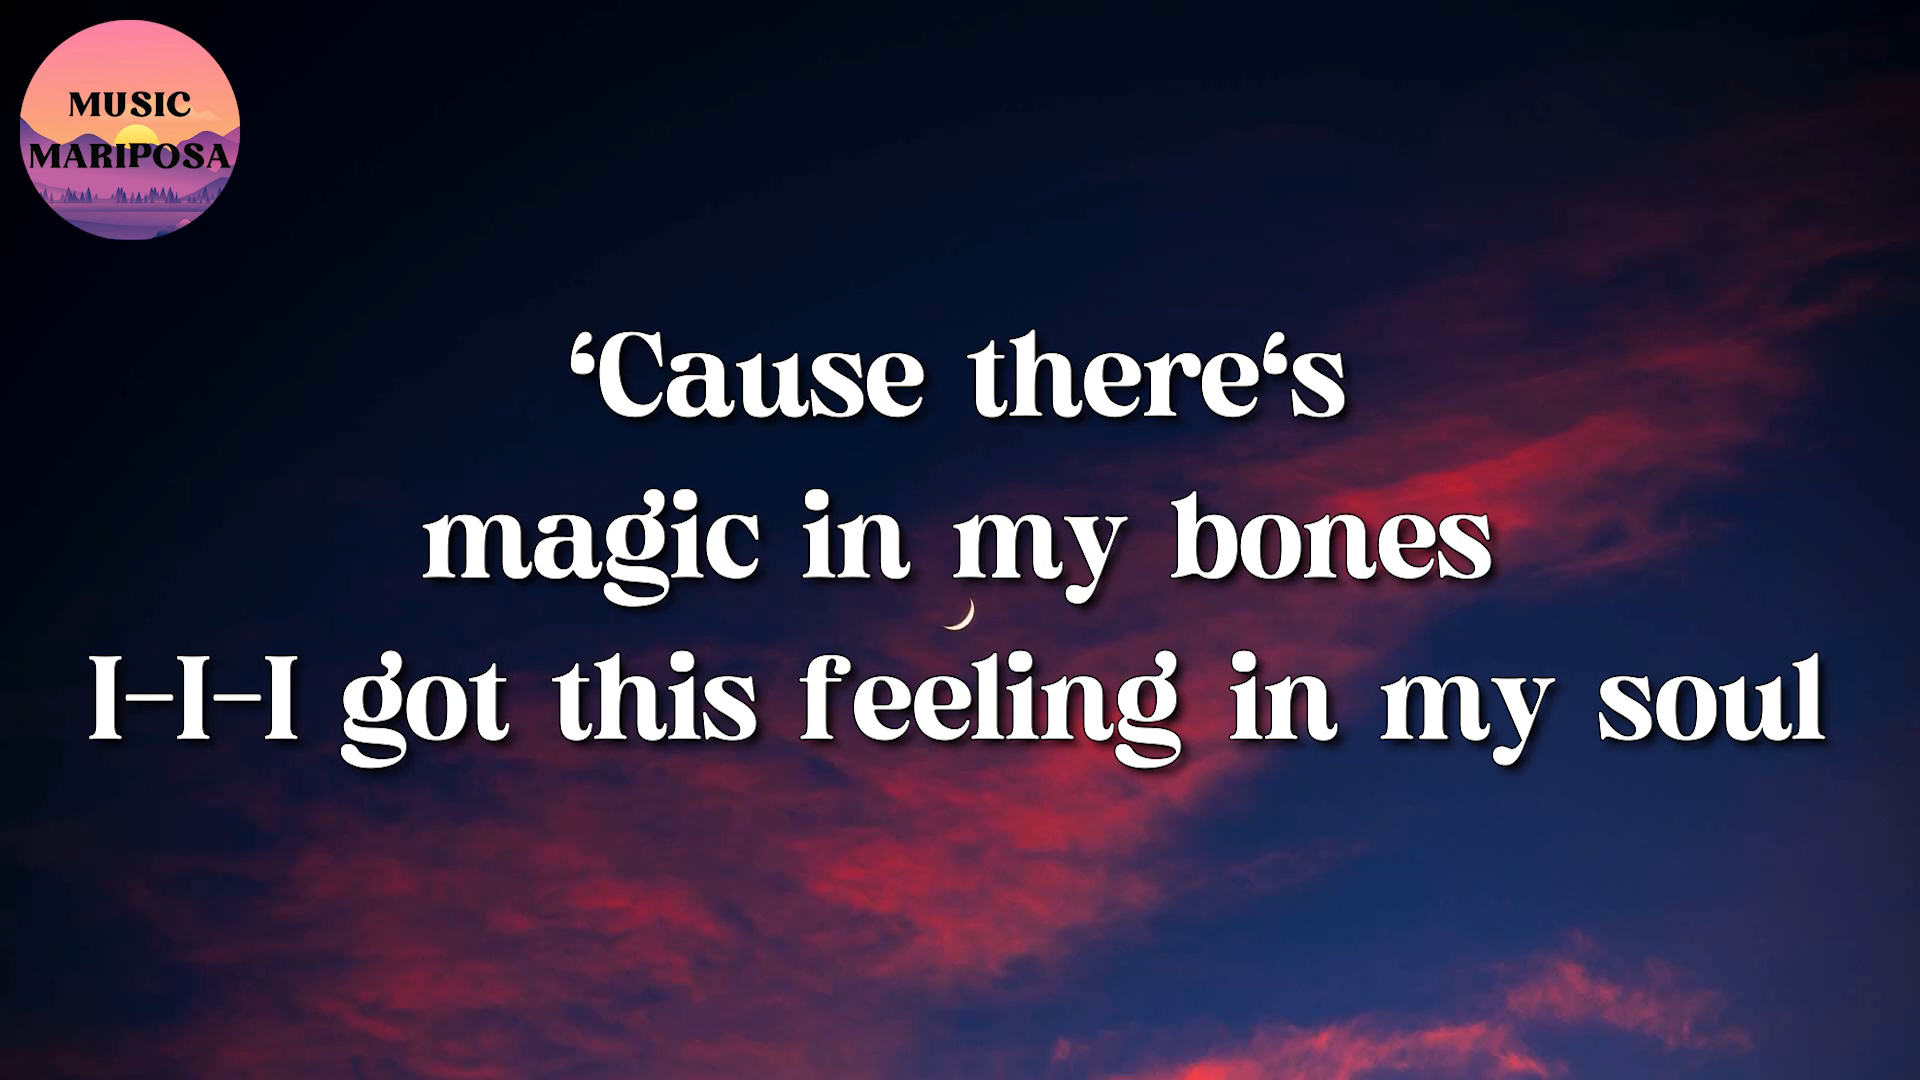 MUSIC
MARIPOSA
‘Cause there‘s
magic in my bones
I-I-I got this feeling in my soul